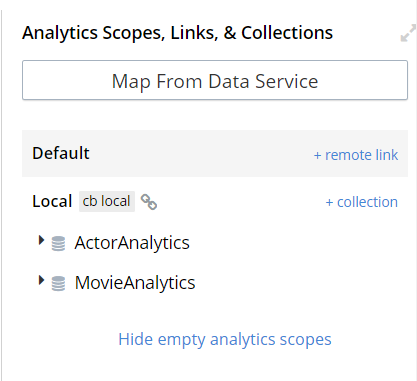 Analytics Scopes, Links, & Collections
Map From Data Service
Default + remote link
Local cb local + collection
ActorAnalytics
MovieAnalytics
Hide empty analytics scopes